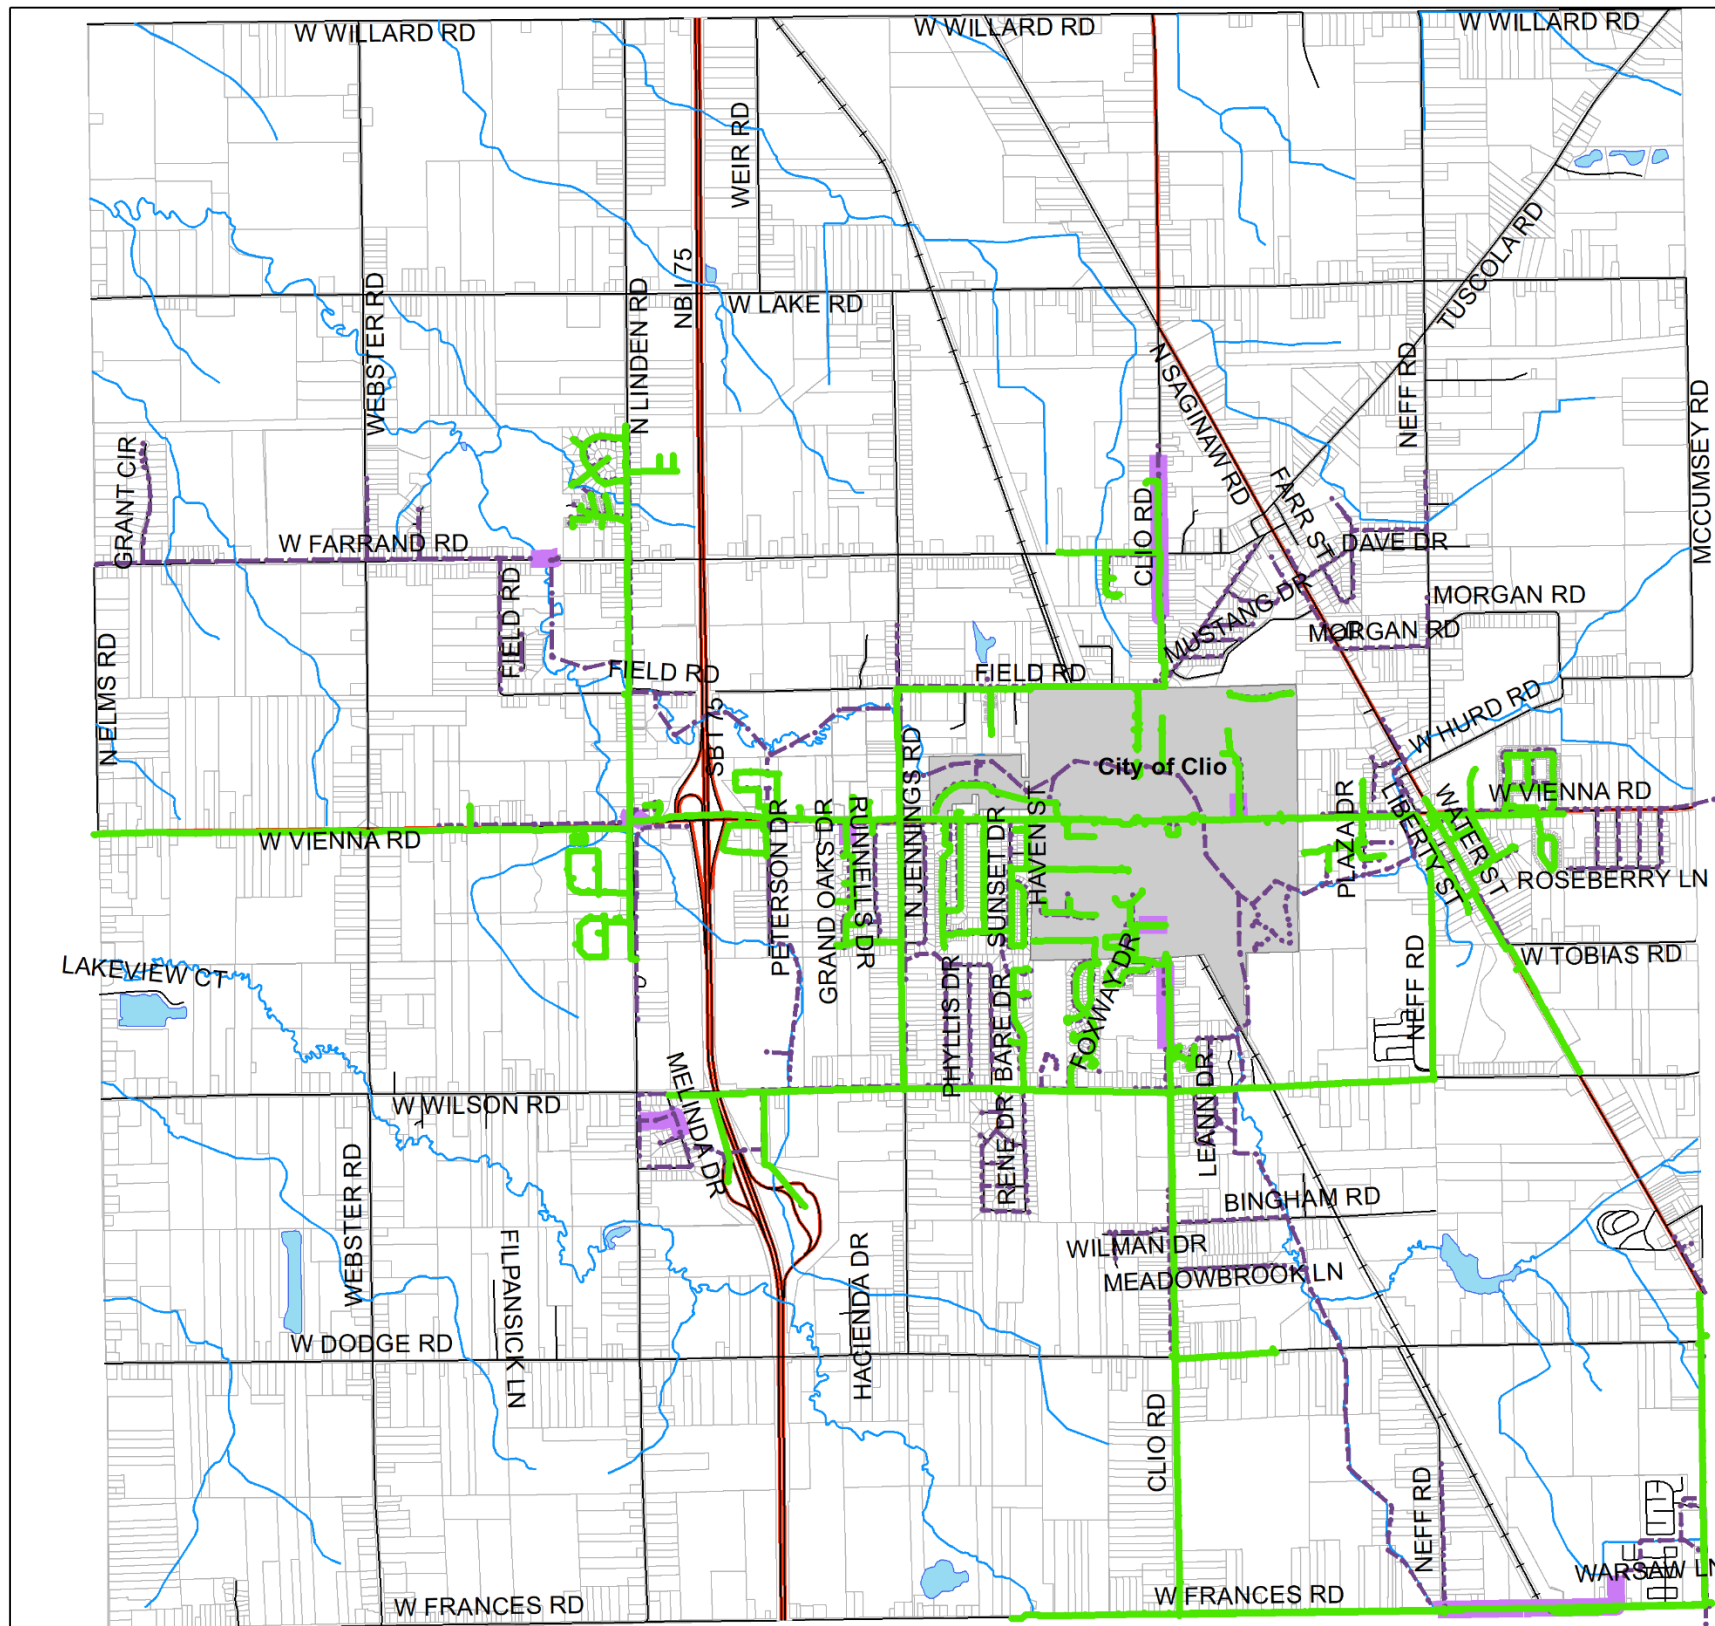 W WILLARD RD
W WILLARD RD
W WILLARD RD
WEIR RD
TUSCOLA RD
WEBSTER RD
N LINDEN RD
NB I 75
W LAKE RD
N SAGINAW RD
NEFF RD
MCCUMSEY RD
GRANT CIR
W FARRAND RD
CLIO RD
FARR ST
DAVE DR
FIELD RD
MUSTANG DR
MORGAN RD
MORGAN RD
N ELMS RD
FIELD RD
FIELD RD
SB I 75
N JENNINGS RD
City of Clio
W HURD RD
W VIENNA RD
W VIENNA RD
PETERSON DR
GRAND OAKS DR
RUNNELLS DR
SUNSET DR
HAVEN ST
PLAZA DR
LIBERTY ST
WATER ST
ROSEBERRY LN
LAKEVIEW CT
PHYLLIS DR
BARE DR
FOXWAY DR
NEFF RD
W TOBIAS RD
W WILSON RD
MELINDA DR
RENE DR
LEANN DR
WEBSTER RD
BINGHAM RD
WILMAN DR
MEADOWBROOK LN
FILPANSICK LN
HACIENDA DR
W DODGE RD
CLIO RD
NEFF RD
WARSAW LN
W FRANCES RD
W FRANCES RD